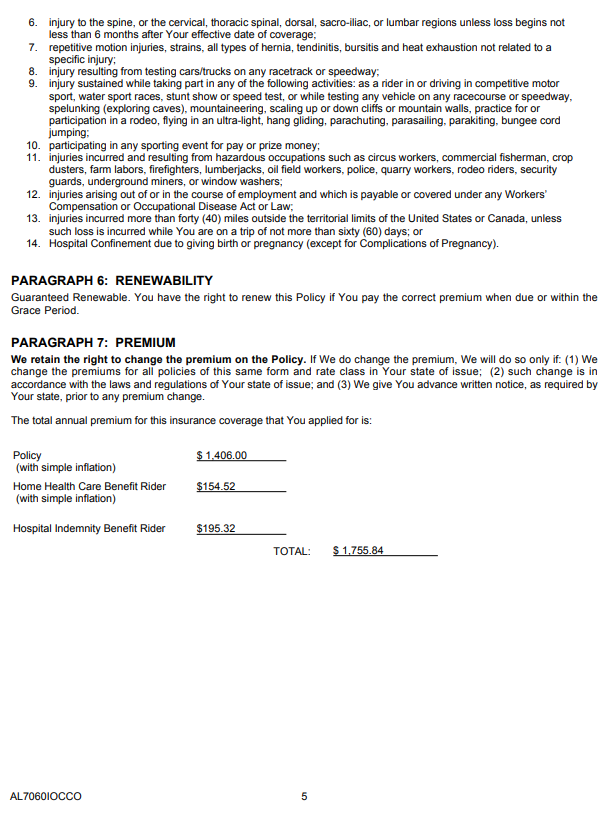 6. injury to the spine, or the cervical, thoracic spinal, dorsal, sacro-iliac, or lumbar regions unless loss begins not
less than 6 months after Your effective date of coverage;
7. repetitive motion injuries, strains, all types of hernia, tendinitis, bursitis and heat exhaustion not related to a
specific injury;
8. injury resulting from testing cars/trucks on any racetrack or speedway;
9. injury sustained while taking part in any of the following activities: as a rider in or driving in competitive motor
sport, water sport races, stunt show or speed test, or while testing any vehicle on any racecourse or speedway,
spelunking (exploring caves), mountaineering, scaling up or down cliffs or mountain walls, practice for or
participation in a rodeo, flying in an ultra-light, hang gliding, parachuting, parasailing, parakiting, bungee cord
jumping;
10. participating in any sporting event for pay or prize money;
11. injuries incurred and resulting from hazardous occupations such as circus workers, commercial fisherman, crop
dusters, farm labors, firefighters, lumberjacks, oil field workers, police, quarry workers, rodeo riders, security
guards, underground miners, or window washers;
12. injuries arising out of or in the course of employment and which is payable or covered under any Workers'
Compensation or Occupational Disease Act or Law;
13. injuries incurred more than forty (40) miles outside the territorial limits of the United States or Canada, unless
such loss is incurred while You are on a trip of not more than sixty (60) days; or
14. Hospital Confinement due to giving birth or pregnancy (except for Complications of Pregnancy).
PARAGRAPH 6: RENEWABILITY
Guaranteed Renewable. You have the right to renew this Policy if You pay the correct premium when due or within the
Grace Period.
PARAGRAPH 7: PREMIUM
We retain the right to change the premium on the Policy. If We do change the premium, We will do so only if: (1) We
change the premiums for all policies of this same form and rate class in Your state of issue; (2) such change is in
accordance with the laws and regulations of Your state of issue; and (3) We give You advance written notice, as required by
Your state, prior to any premium change.
The total annual premium for this insurance coverage that You applied for is:
Policy $ 1,406.00
(with simple inflation)
Home Health Care Benefit Rider $154.52
(with simple inflation)
Hospital Indemnity Benefit Rider $195.32
TOTAL: $ 1,755.84
AL7060IOCCO 5